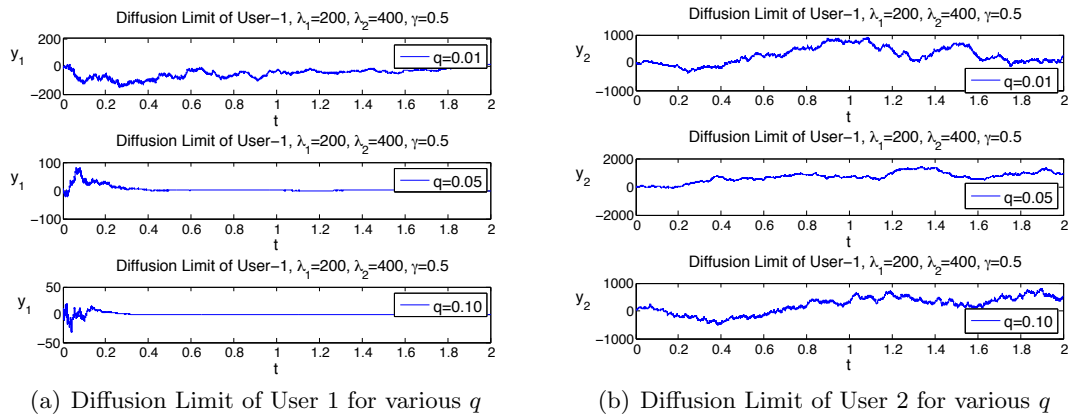 Diffusion Limit of User-1, λ₁=200, λ₂=400, γ=0.5
y₁
200
0
−200
q=0.01
0 0.2 0.4 0.6 0.8 1 1.2 1.4 1.6 1.8 2
t
Diffusion Limit of User-1, λ₁=200, λ₂=400, γ=0.5
y₁
100
0
−100
q=0.05
0 0.2 0.4 0.6 0.8 1 1.2 1.4 1.6 1.8 2
t
Diffusion Limit of User-1, λ₁=200, λ₂=400, γ=0.5
y₁
50
0
−50
q=0.10
0 0.2 0.4 0.6 0.8 1 1.2 1.4 1.6 1.8 2
t
(a) Diffusion Limit of User 1 for various q
Diffusion Limit of User-1, λ₁=200, λ₂=400, γ=0.5
y₂
1000
0
−1000
q=0.01
0 0.2 0.4 0.6 0.8 1 1.2 1.4 1.6 1.8 2
t
Diffusion Limit of User-1, λ₁=200, λ₂=400, γ=0.5
y₂
2000
0
−2000
q=0.05
0 0.2 0.4 0.6 0.8 1 1.2 1.4 1.6 1.8 2
t
Diffusion Limit of User-1, λ₁=200, λ₂=400, γ=0.5
y₂
1000
0
−1000
q=0.10
0 0.2 0.4 0.6 0.8 1 1.2 1.4 1.6 1.8 2
t
(b) Diffusion Limit of User 2 for various q